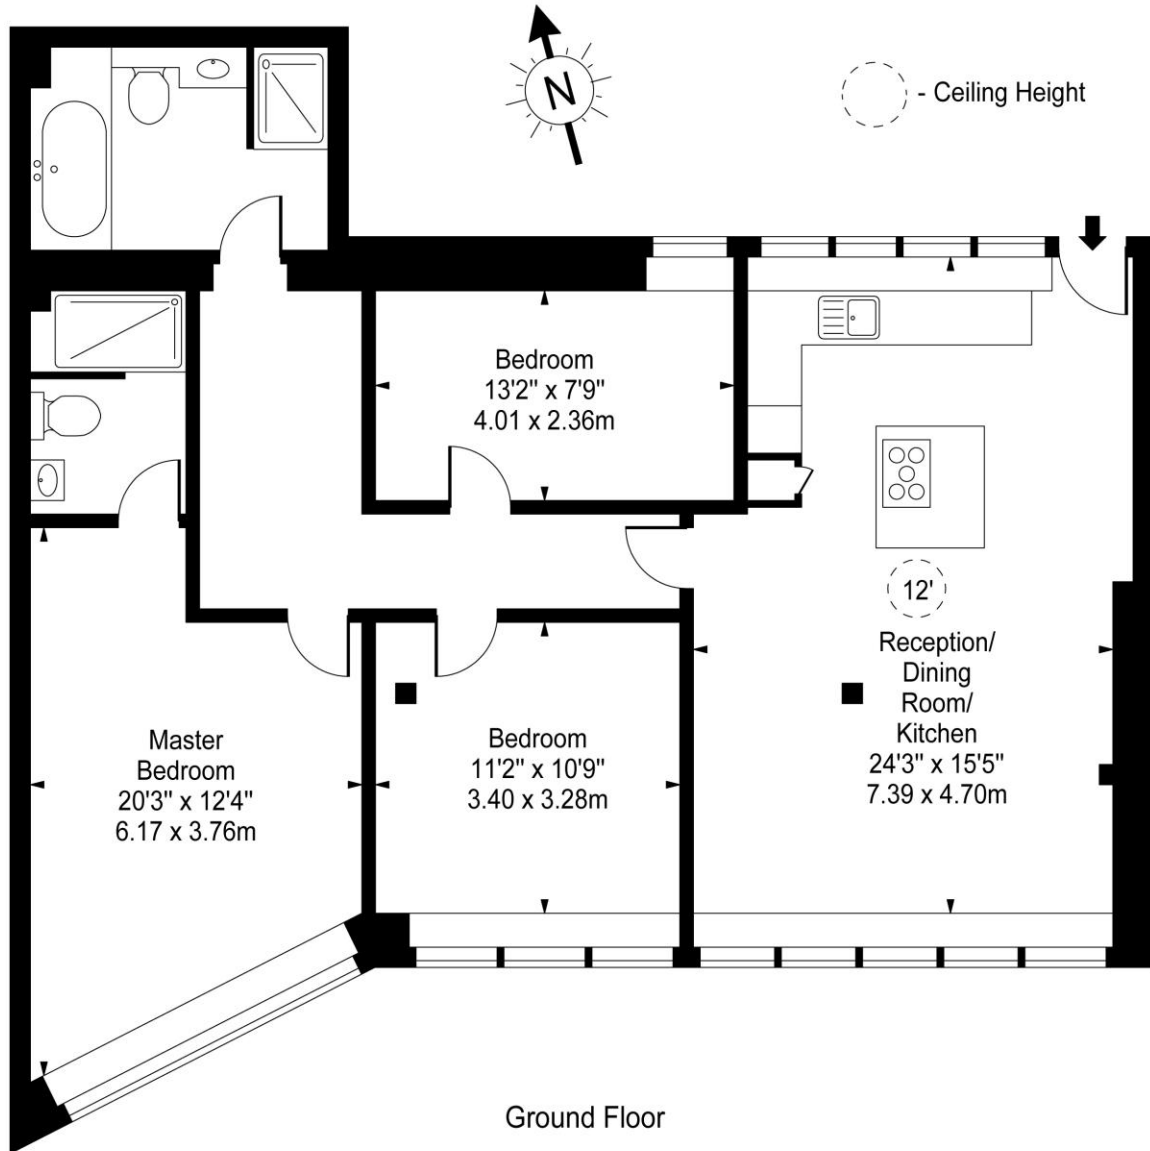 N
- Ceiling Height
Bedroom
13'2" x 7'9"
4.01 x 2.36m
12'
Reception/
Dining
Room/
Kitchen
24'3" x 15'5"
7.39 x 4.70m
Master
Bedroom
20'3" x 12'4"
6.17 x 3.76m
Bedroom
11'2" x 10'9"
3.40 x 3.28m
Ground Floor